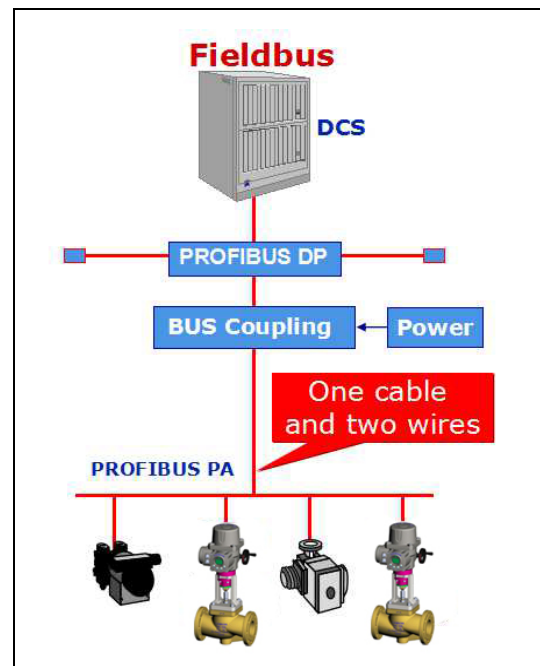 Fieldbus
DCS
PROFIBUS DP
BUS Coupling
Power
One cable
and two wires
PROFIBUS PA